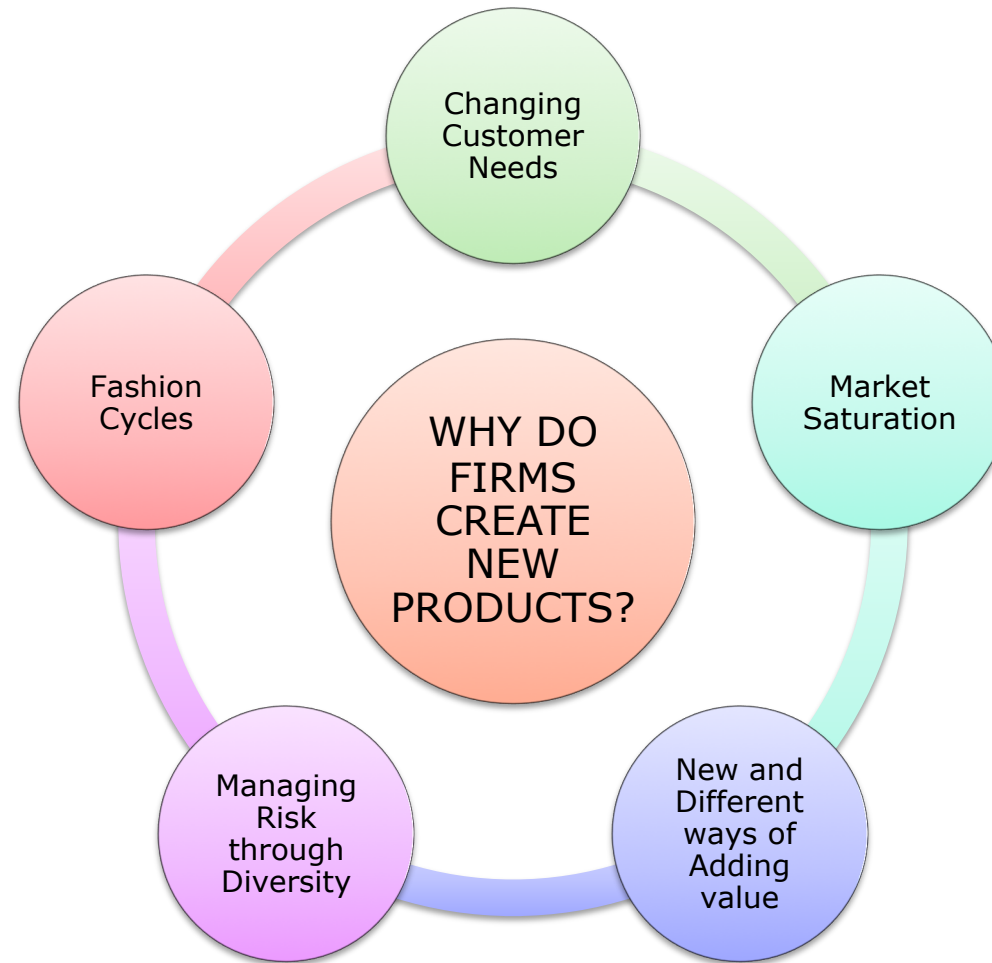 Changing
Customer
Needs
Fashion
Cycles
Market
Saturation
WHY DO
FIRMS
CREATE
NEW
PRODUCTS?
Managing
Risk
through
Diversity
New and
Different
ways of
Adding
value